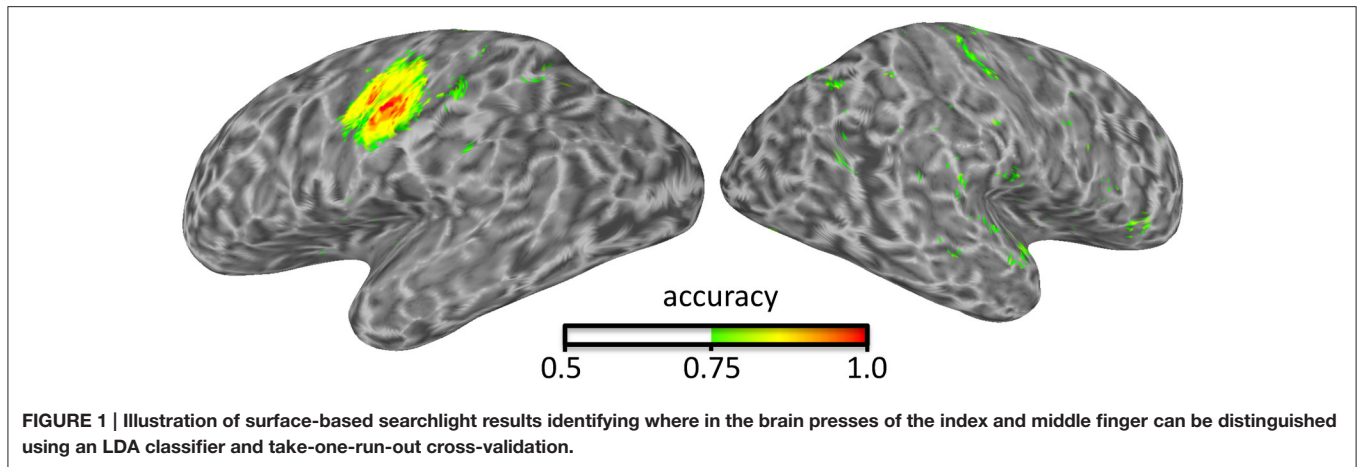 accuracy
0.5 0.75 1.0
FIGURE 1 | Illustration of surface-based searchlight results identifying where in the brain presses of the index and middle finger can be distinguished
using an LDA classifier and take-one-run-out cross-validation.